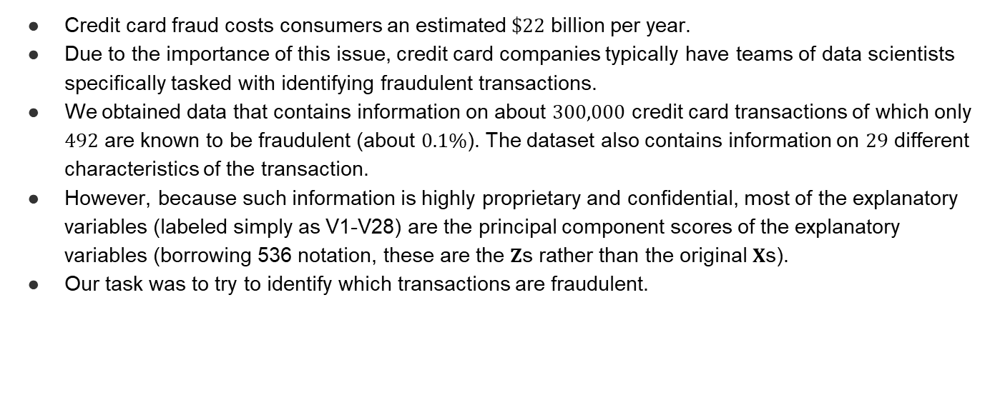 ● Credit card fraud costs consumers an estimated $22 billion per year.
● Due to the importance of this issue, credit card companies typically have teams of data scientists
specifically tasked with identifying fraudulent transactions.
● We obtained data that contains information on about 300,000 credit card transactions of which only
492 are known to be fraudulent (about 0.1%). The dataset also contains information on 29 different
characteristics of the transaction.
● However, because such information is highly proprietary and confidential, most of the explanatory
variables (labeled simply as V1-V28) are the principal component scores of the explanatory
variables (borrowing 536 notation, these are the Zs rather than the original Xs).
● Our task was to try to identify which transactions are fraudulent.